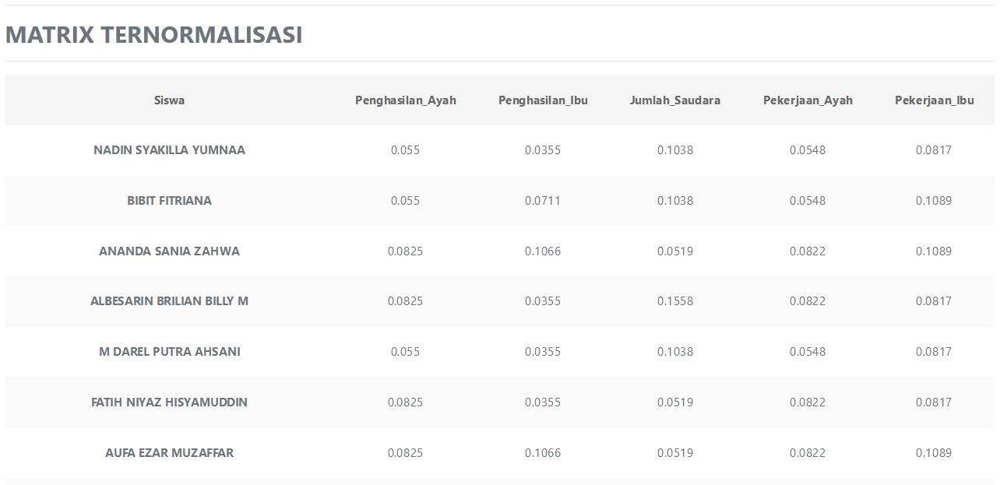 MATRIX TERNORMALISASI
Siswa Penghasilan_Ayah Penghasilan_Ibu Jumlah_Saudara Pekerjaan_Ayah Pekerjaan_Ibu
NADIN SYAKILLA YUMNAA 0.055 0.0355 0.1038 0.0548 0.0817
BIBIT FITRIANA 0.055 0.0711 0.1038 0.0548 0.1089
ANANDA SANIA ZAHWA 0.0825 0.1066 0.0519 0.0822 0.1089
ALBESARIN BRILIAN BILLY M 0.0825 0.0355 0.1558 0.0822 0.0817
M DAREL PUTRA AHSANI 0.055 0.0355 0.1038 0.0548 0.0817
FATIH NIYAZ HISYAMUDDIN 0.0825 0.0355 0.0519 0.0822 0.0817
AUFA EZAR MUZAFFAR 0.0825 0.1066 0.0519 0.0822 0.1089